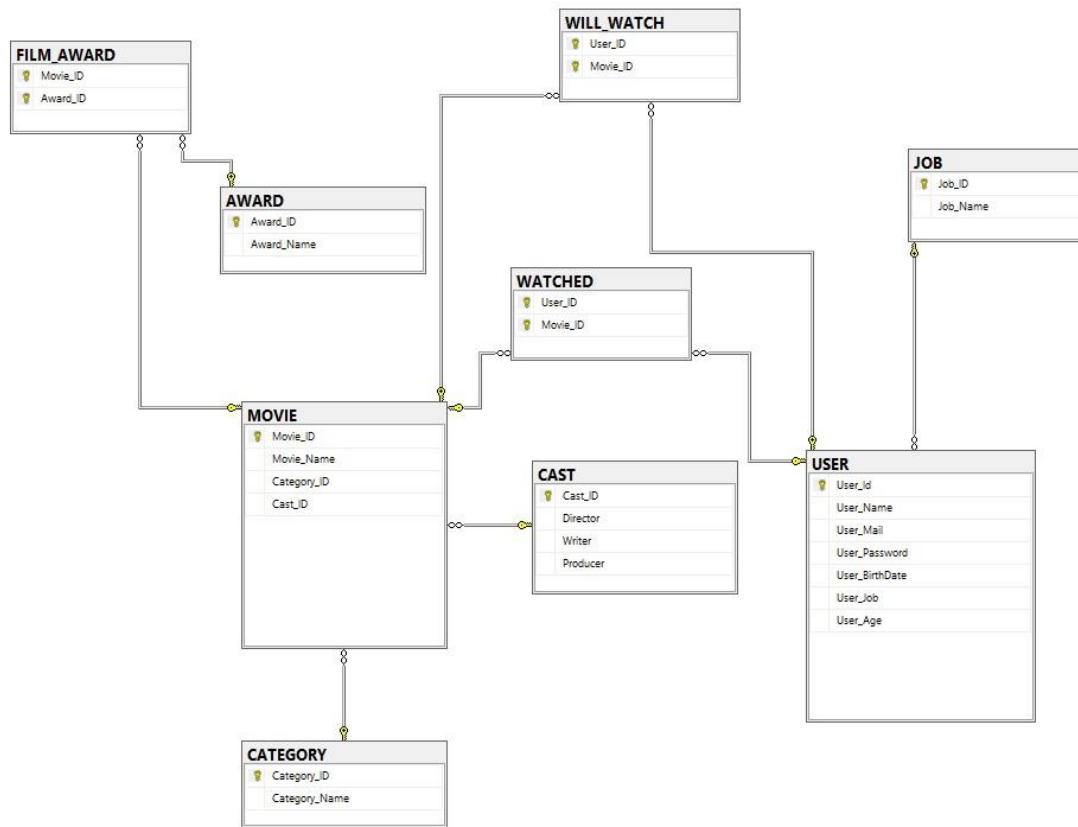 FILM_AWARD
Movie_ID
Award_ID
WILL_WATCH
User_ID
Movie_ID
JOB
Job_ID
Job_Name
AWARD
Award_ID
Award_Name
WATCHED
User_ID
Movie_ID
MOVIE
Movie_ID
Movie_Name
Category_ID
Cast_ID
CAST
Cast_ID
Director
Writer
Producer
USER
User_Id
User_Name
User_Mail
User_Password
User_BirthDate
User_Job
User_Age
CATEGORY
Category_ID
Category_Name